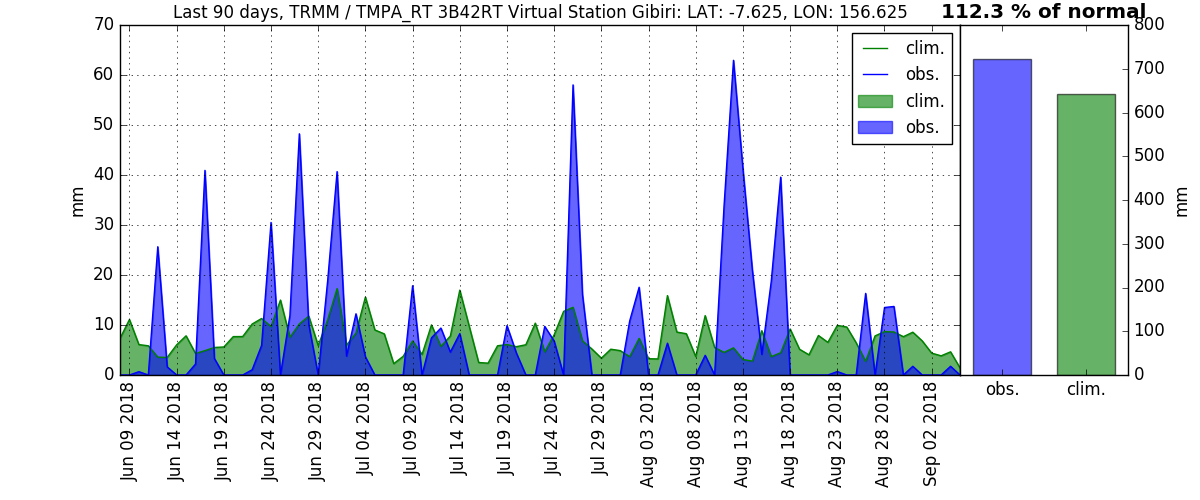 Last 90 days, TRMM / TMPA_RT 3B42RT Virtual Station Gibiri: LAT: -7.625, LON: 156.625
112.3 % of normal
mm
70
60
50
40
30
20
10
0
clim.
obs.
clim.
obs.
800
700
600
500
400
300
200
100
0
mm
Jun 09 2018
Jun 14 2018
Jun 19 2018
Jun 24 2018
Jun 29 2018
Jul 04 2018
Jul 09 2018
Jul 14 2018
Jul 19 2018
Jul 24 2018
Jul 29 2018
Aug 03 2018
Aug 08 2018
Aug 13 2018
Aug 18 2018
Aug 23 2018
Aug 28 2018
Sep 02 2018
obs.
clim.